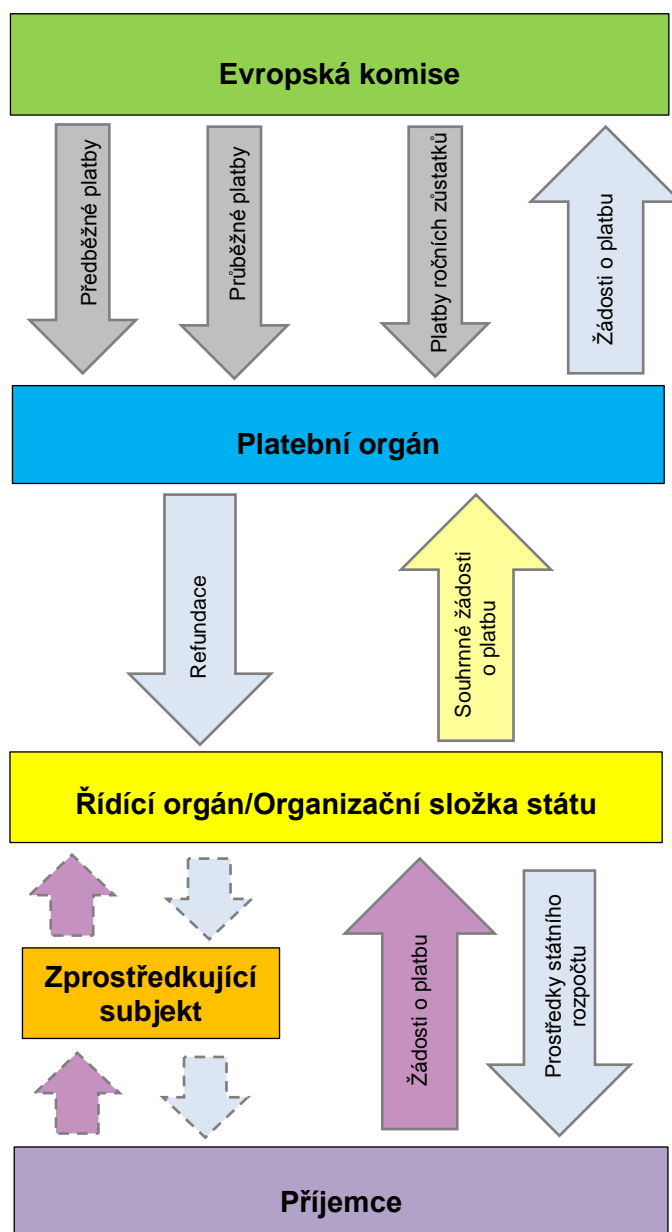 Evropská komise
Předběžné platby
Průběžné platby
Platby ročních zůstatků
Žádosti o platbu
Platební orgán
Refundace
Souhrnné žádosti
o platbu
Řídící orgán/Organizační složka státu
Zprostředkující
subjekt
Žádosti o platbu
Prostředky státního
rozpočtu
Příjemce